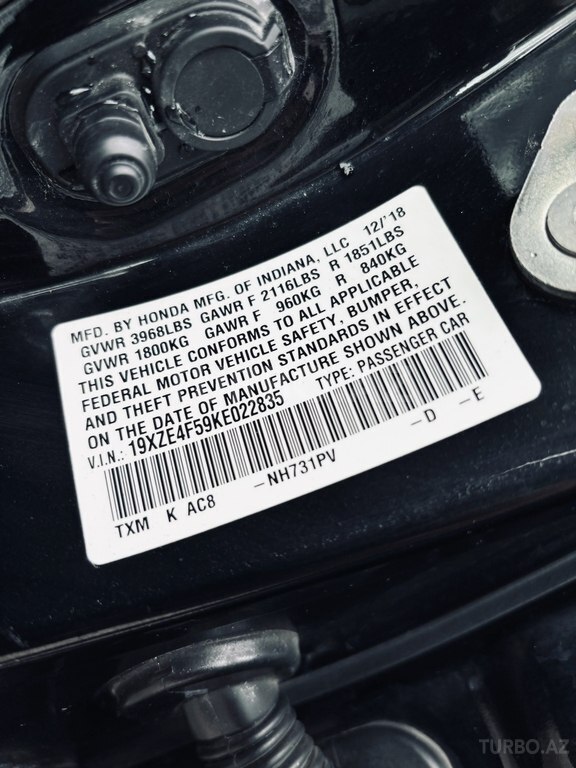 MFD. BY HONDA MFG. OF INDIANA, LLC 12/'18
GVWR 3968LBS GAWR F 2116LBS R 1851LBS
GVWR 1800KG GAWR F 960KG R 840KG
THIS VEHICLE CONFORMS TO ALL APPLICABLE
FEDERAL MOTOR VEHICLE SAFETY, BUMPER,
AND THEFT PREVENTION STANDARDS IN EFFECT
ON THE DATE OF MANUFACTURE SHOWN ABOVE.
V.I.N.: 19XZE4F59KE022835 TYPE: PASSENGER CAR
TXM K AC8 -NH731PV -D -E
TURBO.AZ